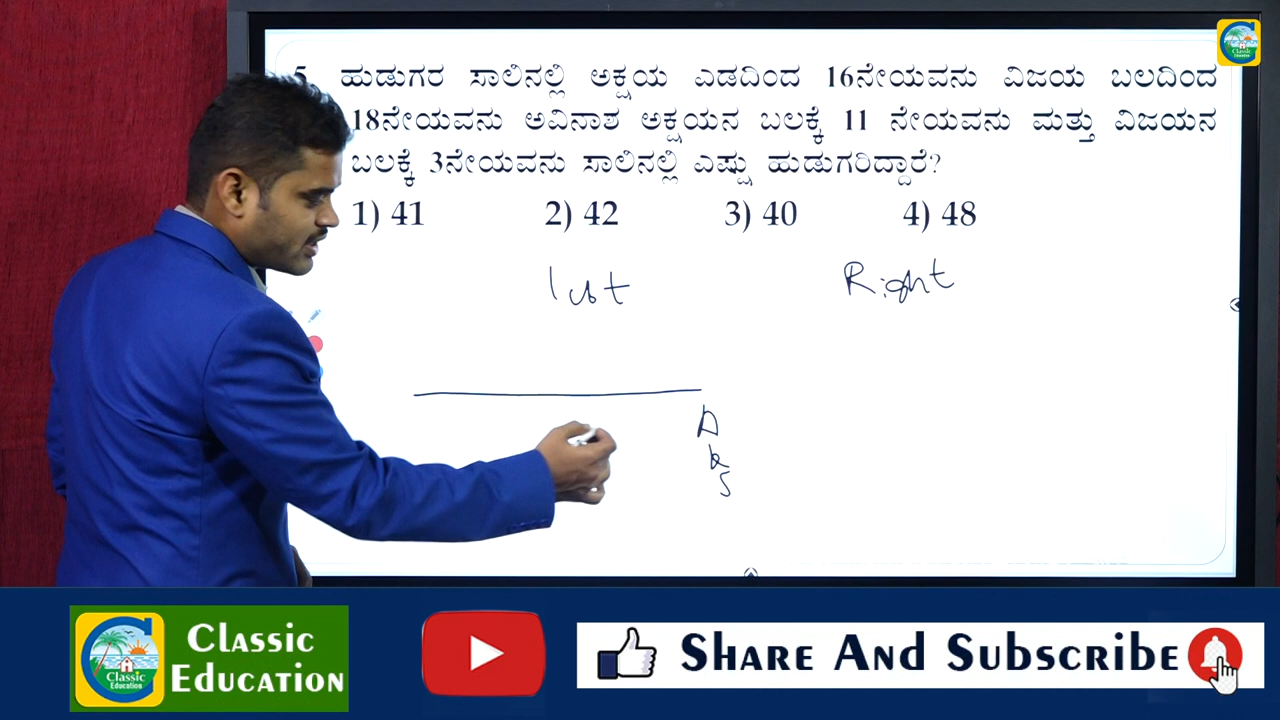 5. ಹುಡುಗರ ಸಾಲಿನಲ್ಲಿ ಅಕ್ಷಯ ಎಡದಿಂದ 16ನೇಯವನು ವಿಜಯ ಬಲದಿಂದ
18ನೇಯವನು ಅವಿನಾಶ ಅಕ್ಷಯನ ಬಲಕ್ಕೆ 11 ನೇಯವನು ಮತ್ತು ವಿಜಯನ
ಬಲಕ್ಕೆ 3ನೇಯವನು ಸಾಲಿನಲ್ಲಿ ಎಷ್ಟು ಹುಡುಗರಿದ್ದಾರೆ?
1) 41 2) 42 3) 40 4) 48
Right
Classic
Education
Classic
Education
SHARE AND SUBSCRIBE